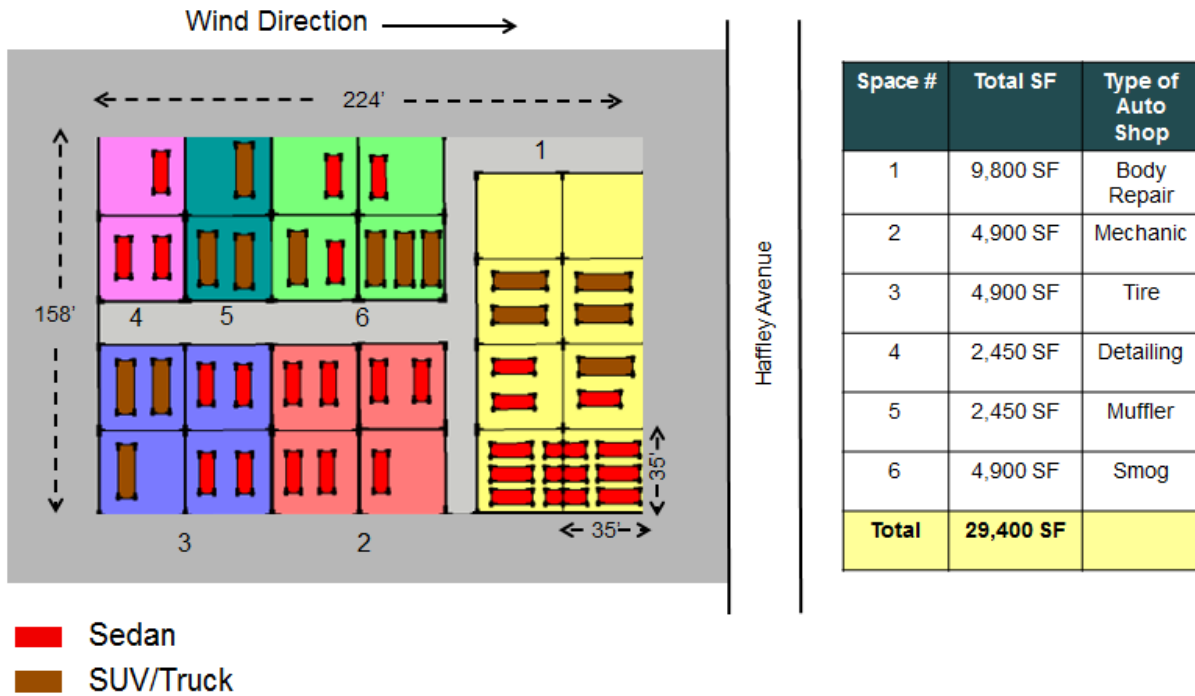 Wind Direction
224’
158’
1
4
5
6
3
2
35’
35’
Haffley Avenue
Sedan
SUV/Truck
Space # Total SF Type of
Auto
Shop
1 9,800 SF Body
Repair
2 4,900 SF Mechanic
3 4,900 SF Tire
4 2,450 SF Detailing
5 2,450 SF Muffler
6 4,900 SF Smog
Total 29,400 SF